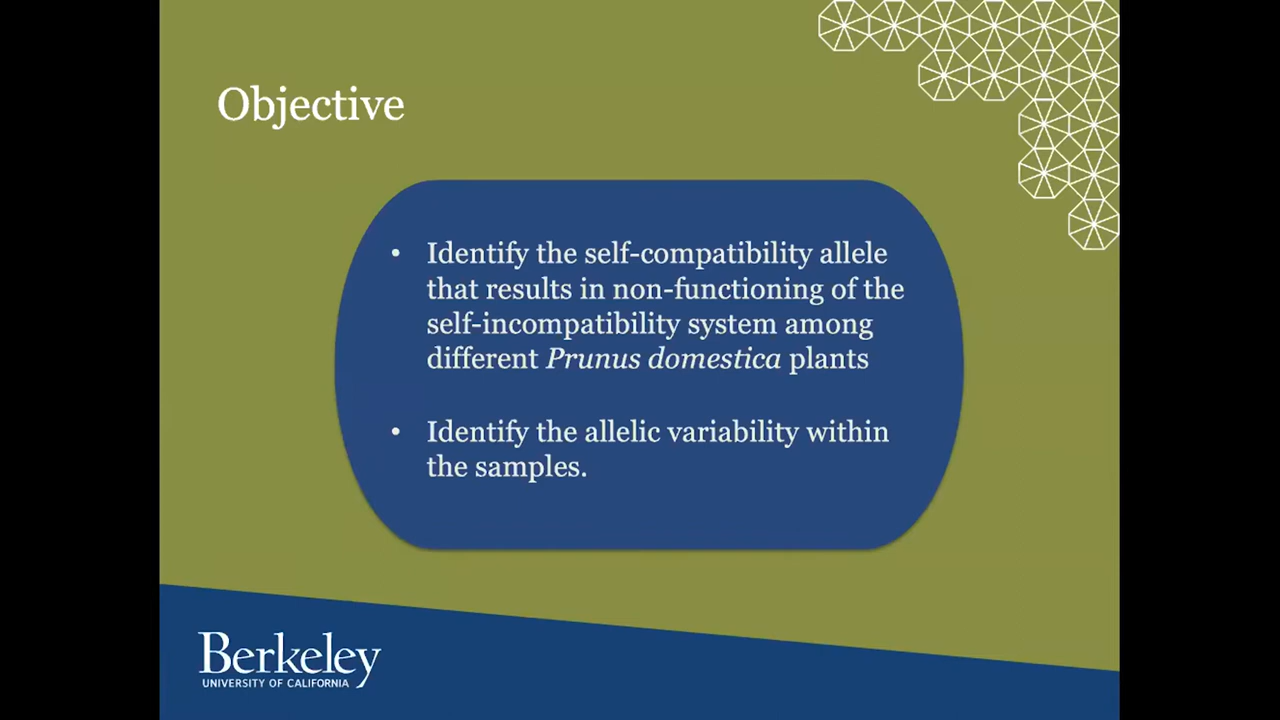 Objective
• Identify the self-compatibility allele
that results in non-functioning of the
self-incompatibility system among
different Prunus domestica plants
• Identify the allelic variability within
the samples.
Berkeley
UNIVERSITY OF CALIFORNIA